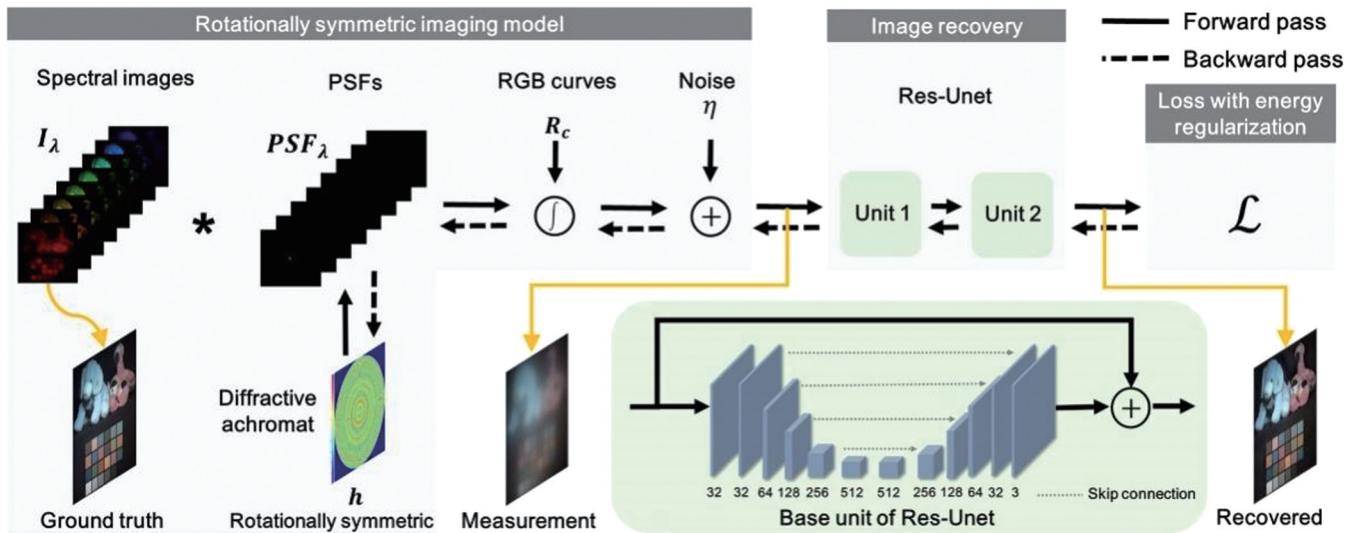 Rotationally symmetric imaging model
Image recovery
Forward pass
Backward pass
Spectral images
PSFs
RGB curves
Noise
η
Res-Unet
Loss with energy
regularization
I_λ
PSF_λ
R_c
*
∫
+
Unit 1
Unit 2
ℒ
Diffractive
achromat
h
Ground truth
Rotationally symmetric
Measurement
+
32 32 64 128 256 512 512 256 128 64 32 3
Skip connection
Base unit of Res-Unet
Recovered